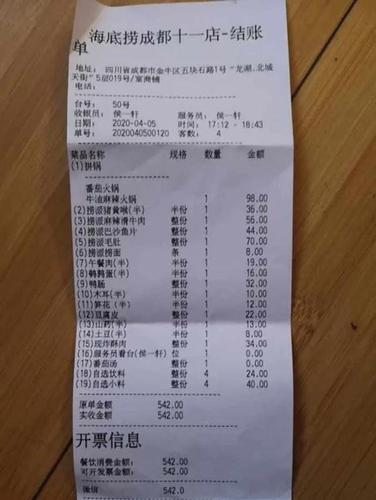 海底捞成都十一店-结账
单
地址: 四川省成都市金牛区五块石路1号"龙湖.北城
天街"5层019号/室商铺
电话:
台号: 50号
收银员: 侯一轩 服务员: 侯一轩
日期: 2020-04-05 时间: 17:12 - 18:43
单号: 2020040500120 客数: 4
菜品名称 规格 数量 金额
(1)拼锅
番茄火锅
牛油麻辣火锅 1 98.00
(2)捞派猪黄喉(半) 半份 1 36.00
(3)捞派麻辣滑牛肉 整份 1 56.00
(4)捞派巴沙鱼片 整份 1 44.00
(5)捞派毛肚 整份 1 70.00
(6)捞派捞面 条 1 8.00
(7)午餐肉(半) 半份 1 19.00
(8)鹌鹑蛋(半) 半份 1 16.00
(9)鸭肠 整份 1 32.00
(10)木耳(半) 半份 1 10.00
(11)笋花(半) 半份 1 12.00
(12)豆腐皮 整份 1 22.00
(13)山药(半) 半份 1 13.00
(14)土豆(半) 半份 1 8.00
(15)现炸酥肉 整份 1 34.00
(16)服务员看台(侯一轩) 位 1 0.00
(17)番茄汤 整份 1 0.00
(18)自选饮料 整份 4 24.00
(19)自选小料 整份 4 40.00
原单金额 542.00
实收金额 542.00
开票信息
餐饮消费金额: 542.00
可开发票金额: 542.00
微信 542.0